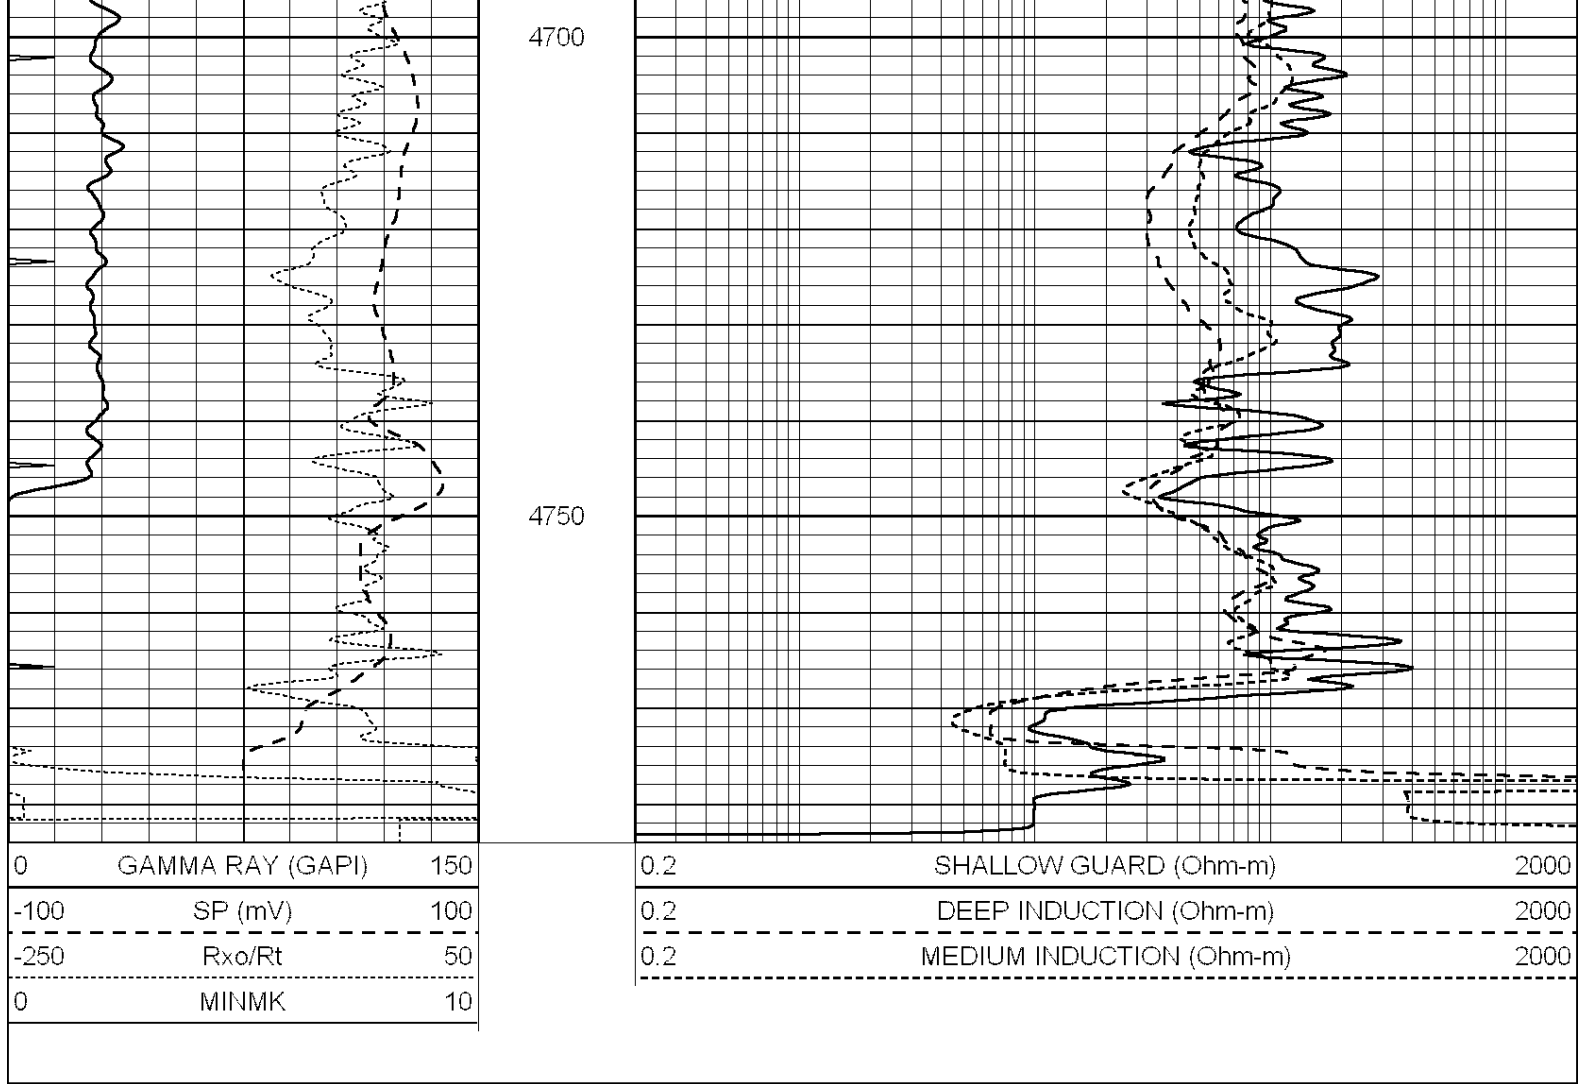 4700
4750
0 GAMMA RAY (GAPI) 150
-100 SP (mV) 100
-250 Rxo/Rt 50
0 MINMK 10
0.2 SHALLOW GUARD (Ohm-m) 2000
0.2 DEEP INDUCTION (Ohm-m) 2000
0.2 MEDIUM INDUCTION (Ohm-m) 2000